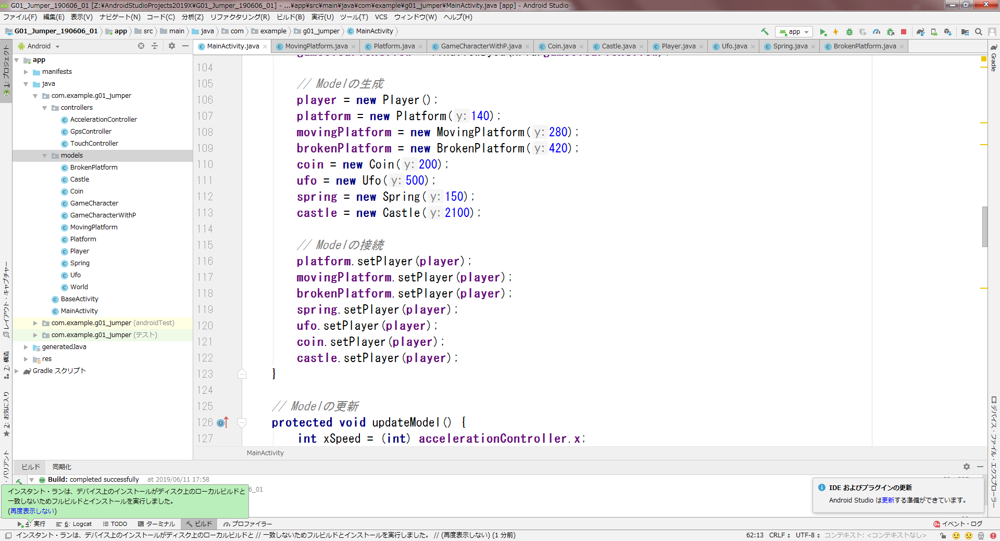 G01_Jumper_190606_01 [Z:¥AndroidStudioProjects2019X¥G01_Jumper_190606_01] - ...¥app¥src¥main¥java¥com¥example¥g01_jumper¥MainActivity.java [app] - Android Studio
ファイル(F) 編集(E) 表示(V) ナビゲート(N) コード(C) 分析(Z) リファクタリング(R) ビルド(B) 実行(U) ツール(T) VCS ウィンドウ(W) ヘルプ(H)
G01_Jumper_190606_01 app src main java com example g01_jumper MainActivity
app
Android
MainActivity.java MovingPlatform.java Platform.java GameCharacterWithP.java Coin.java Castle.java Player.java Ufo.java Spring.java BrokenPlatform.java
1: プロジェクト
レイアウト・キャプチャー
Z: 構造
2: お気に入り
・バリアント
app
manifests
java
com.example.g01_jumper
controllers
AccelerationController
GpsController
TouchController
models
BrokenPlatform
Castle
Coin
GameCharacter
GameCharacterWithP
MovingPlatform
Platform
Player
Spring
Ufo
World
BaseActivity
MainActivity
com.example.g01_jumper (androidTest)
com.example.g01_jumper (テスト)
generatedJava
res
Gradle スクリプト
104
105 // Modelの生成
106 player = new Player();
107 platform = new Platform( y: 140);
108 movingPlatform = new MovingPlatform( y: 280);
109 brokenPlatform = new BrokenPlatform( y: 420);
110 coin = new Coin( y: 200);
111 ufo = new Ufo( y: 500);
112 spring = new Spring( y: 150);
113 castle = new Castle( y: 2100);
114
115 // Modelの接続
116 platform.setPlayer(player);
117 movingPlatform.setPlayer(player);
118 brokenPlatform.setPlayer(player);
119 spring.setPlayer(player);
120 ufo.setPlayer(player);
121 coin.setPlayer(player);
122 castle.setPlayer(player);
123 }
124
125 // Modelの更新
126 protected void updateModel() {
127 int xSpeed = (int) accelerationController.x;
MainActivity
Gradle
デバイス・ファイル・エクスプローラー
ビルド 同期化
Build: completed successfully at 2019/06/11 17:58
6_01
インスタント・ランは、デバイス上のインストールがディスク上のローカルビルドと
一致しないためフルビルドとインストールを実行しました。
(再度表示しない)
IDE およびプラグインの更新
Android Studio は更新する準備ができています。
4: 実行 6: Logcat TODO ターミナル ビルド プロファイラー
9+ イベント・ログ
インスタント・ランは、デバイス上のインストールがディスク上のローカルビルドと // 一致しないためフルビルドとインストールを実行しました。 // (再度表示しない) (1 分前)
62:13 CRLF UTF-8 コンテキスト: <コンテキストなし>